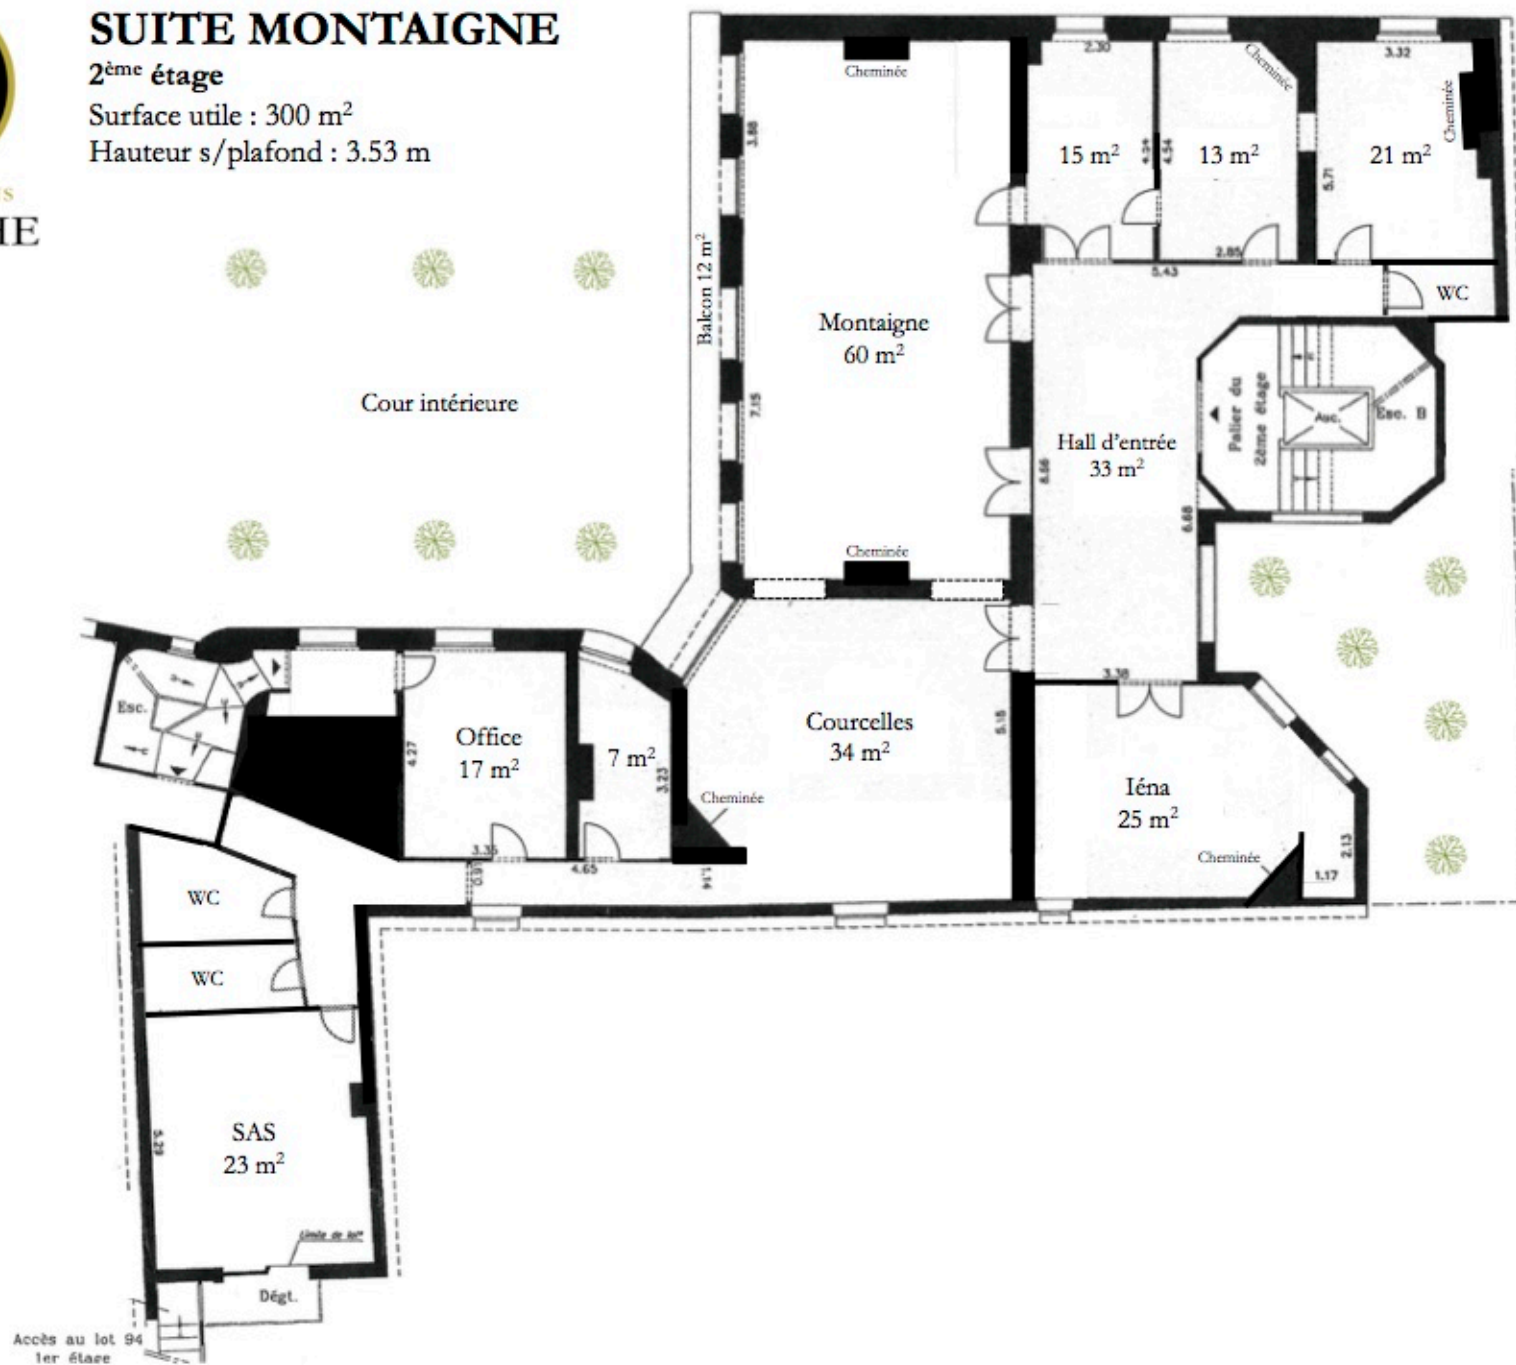 SUITE MONTAIGNE
2ème étage
Surface utile : 300 m²
Hauteur s/plafond : 3.53 m
Cheminée
2.30
Cheminée
3.32
Cheminée
3.88
15 m²
4.54
13 m²
5.71
21 m²
Balcon 12 m²
2.85
5.43
WC
Montaigne
60 m²
Cour intérieure
7.15
Palier du
2ème étage
Asc.
Esc. B
Hall d'entrée
33 m²
6.68
Cheminée
3.38
Esc.
Office
17 m²
4.27
7 m²
3.23
Courcelles
34 m²
5.15
Cheminée
Iéna
25 m²
Cheminée
2.13
1.17
3.35
4.65
1.14
WC
WC
SAS
23 m²
5.29
Limite de lot
Dégt.
Accès au lot 94
1er étage